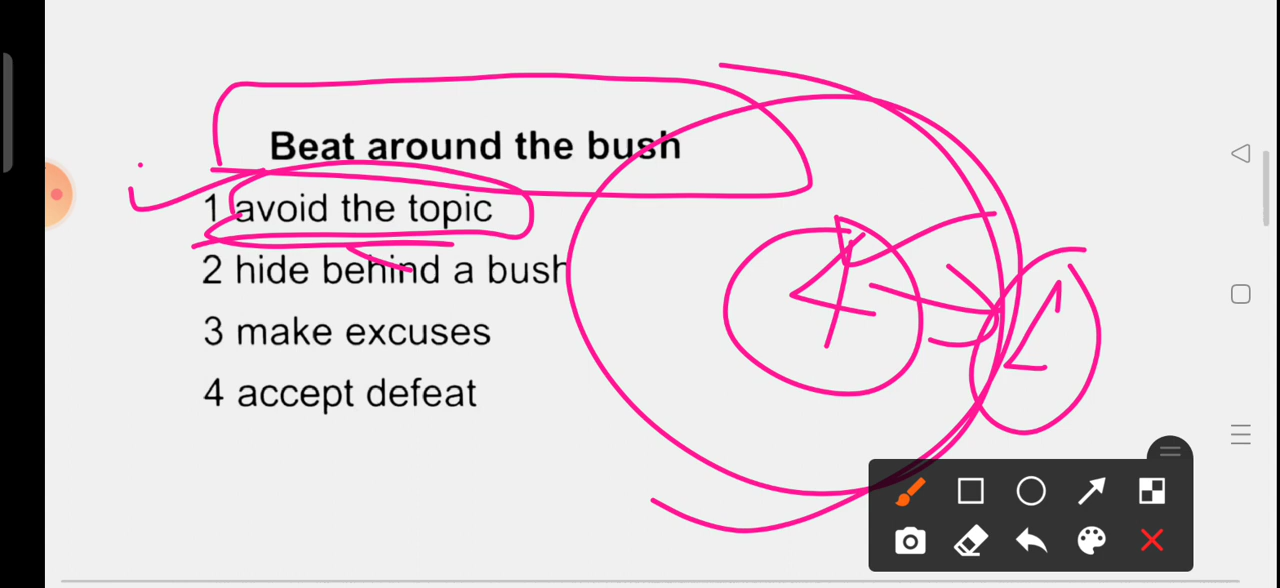 Beat around the bush
1 avoid the topic
2 hide behind a bush
3 make excuses
4 accept defeat